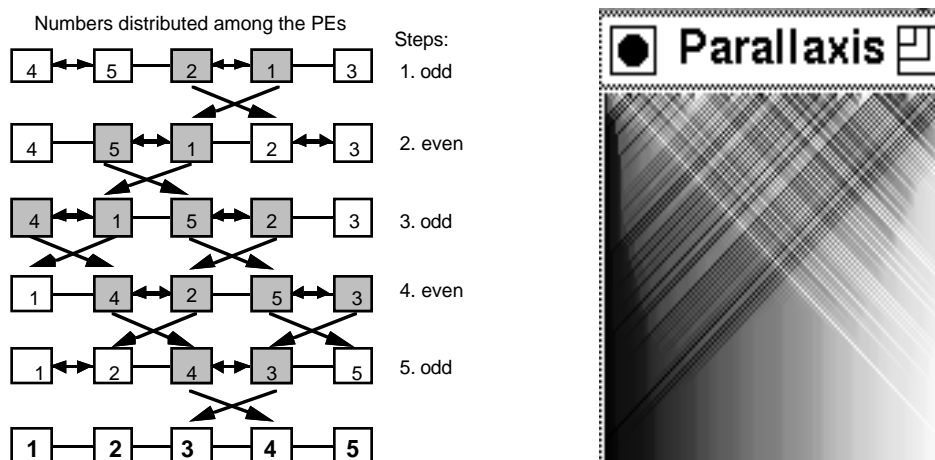 Numbers distributed among the PEs
Steps:
4 5 2 1 3 1. odd
4 5 1 2 3 2. even
4 1 5 2 3 3. odd
1 4 2 5 3 4. even
1 2 4 3 5 5. odd
1 2 3 4 5
Parallaxis